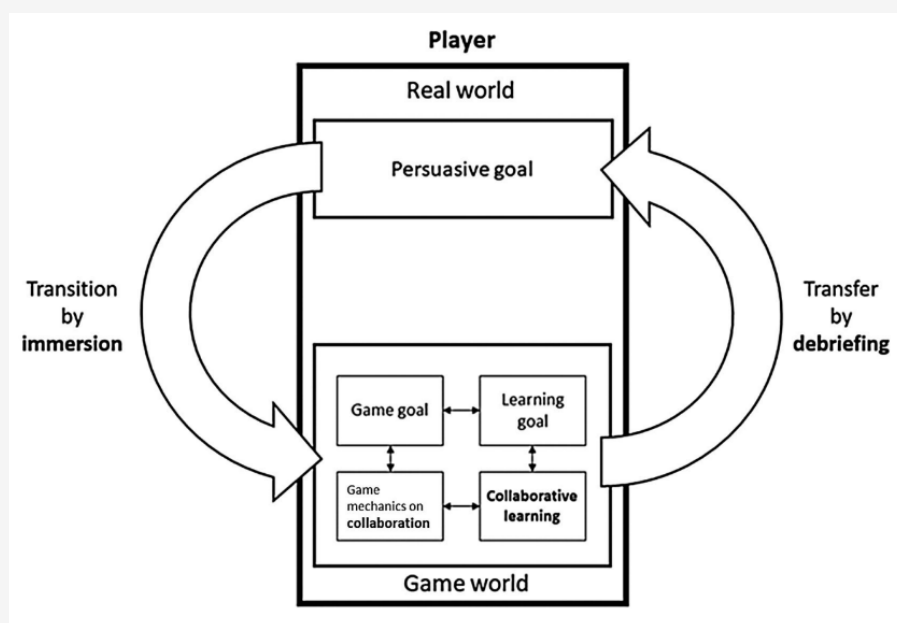 Player
Real world
Persuasive goal
Transition
by
immersion
Transfer
by
debriefing
Game goal
Learning
goal
Game
mechanics on
collaboration
Collaborative
learning
Game world